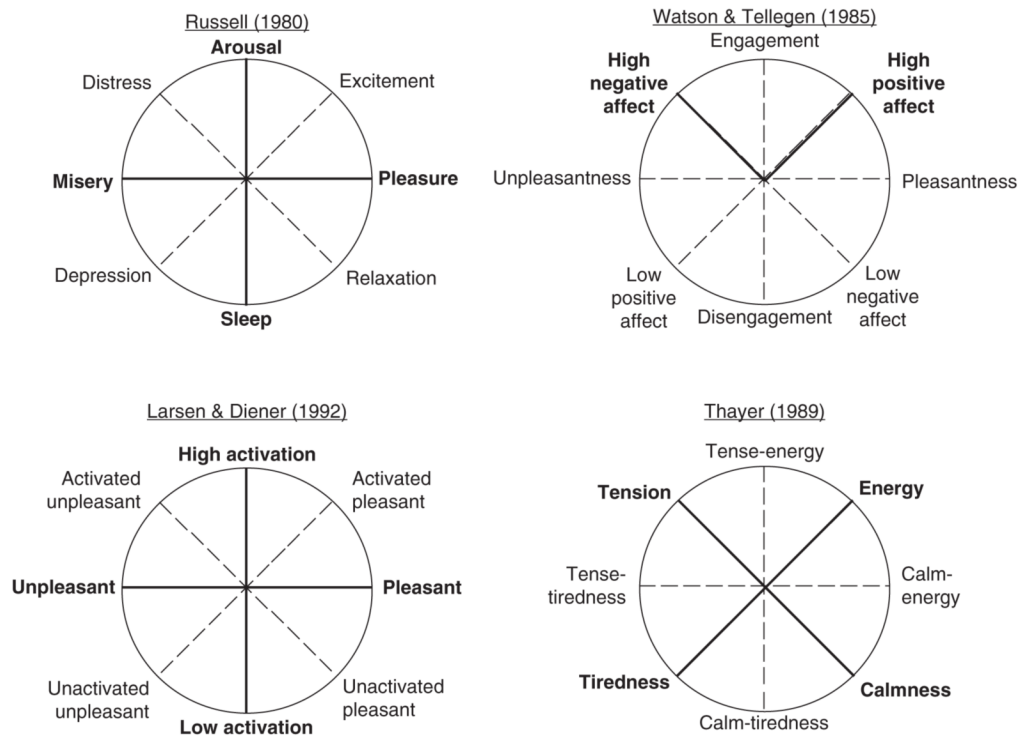 Russell (1980)
Arousal
Distress
Excitement
Misery
Pleasure
Depression
Relaxation
Sleep
Watson & Tellegen (1985)
Engagement
High
negative
affect
High
positive
affect
Unpleasantness
Pleasantness
Low
positive
affect
Low
negative
affect
Disengagement
Larsen & Diener (1992)
High activation
Activated
unpleasant
Activated
pleasant
Unpleasant
Pleasant
Unactivated
unpleasant
Unactivated
pleasant
Low activation
Thayer (1989)
Tense-energy
Tension
Energy
Tense-
tiredness
Calm-
energy
Tiredness
Calmness
Calm-tiredness